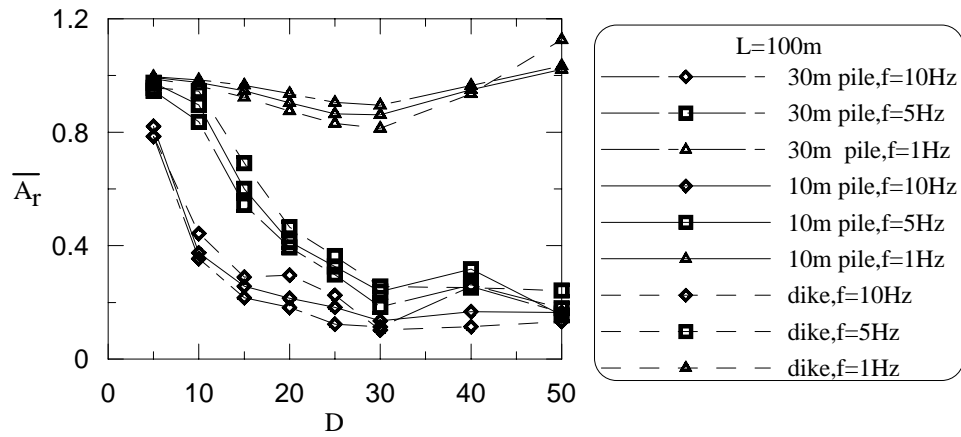 1.2
0.8
0.4
0
Ar
0 10 20 30 40 50
D
L=100m
30m pile,f=10Hz
30m pile,f=5Hz
30m pile,f=1Hz
10m pile,f=10Hz
10m pile,f=5Hz
10m pile,f=1Hz
dike,f=10Hz
dike,f=5Hz
dike,f=1Hz